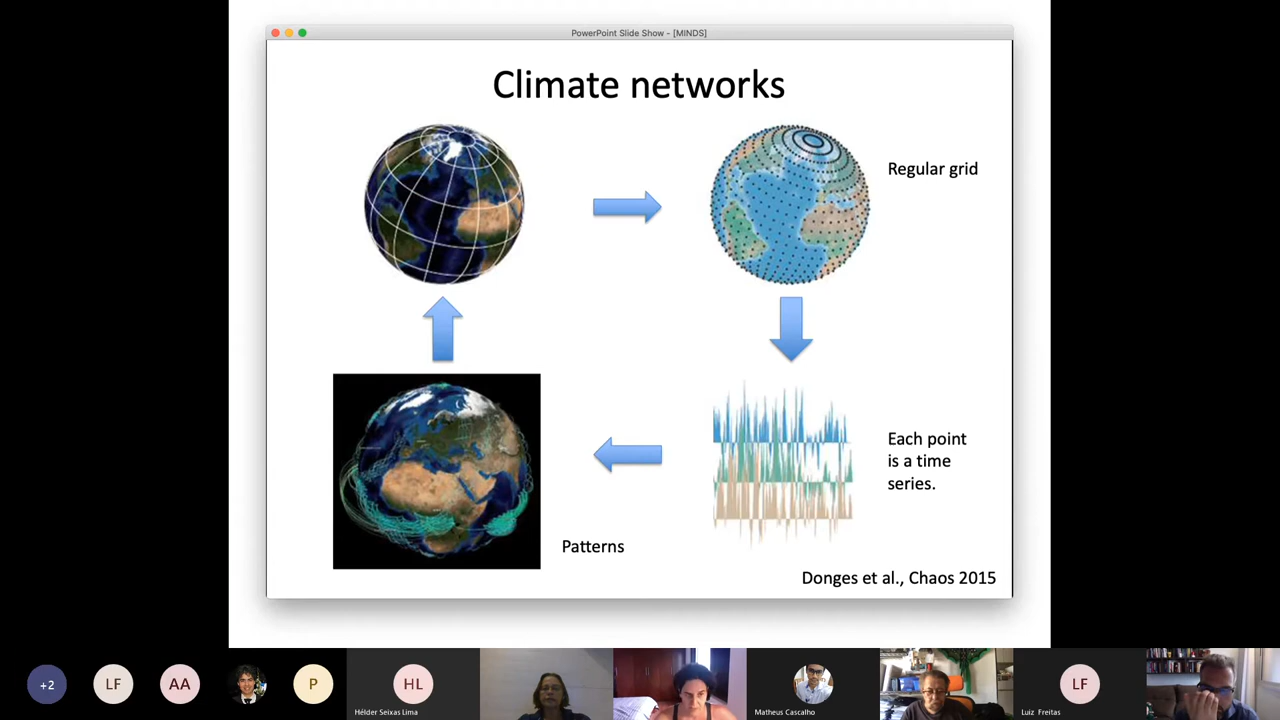 PowerPoint Slide Show - [MINDS]
Climate networks
Regular grid
Each point
is a time
series.
Patterns
Donges et al., Chaos 2015
+2
LF
AA
P
HL
Hélder Seixas Lima
Matheus Cascalho
LF
Luiz Freitas